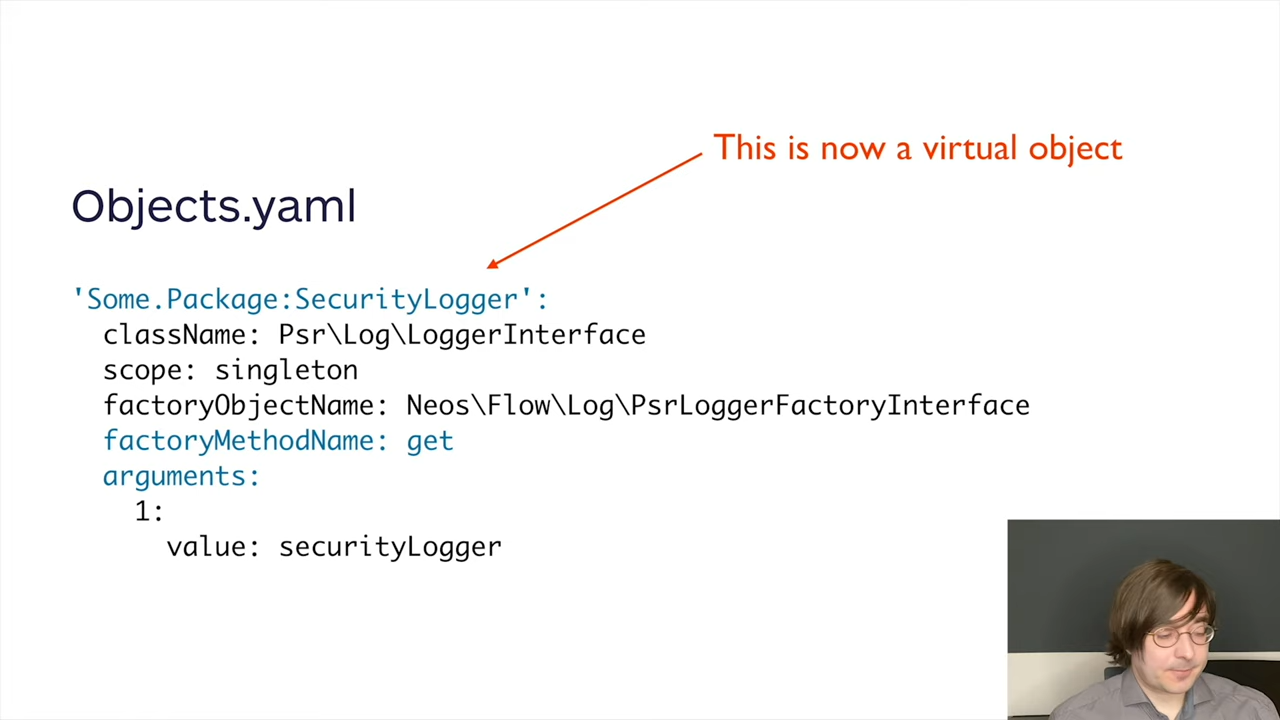 This is now a virtual object
Objects.yaml
'Some.Package:SecurityLogger':
  className: Psr\Log\LoggerInterface
  scope: singleton
  factoryObjectName: Neos\Flow\Log\PsrLoggerFactoryInterface
  factoryMethodName: get
  arguments:
    1:
      value: securityLogger